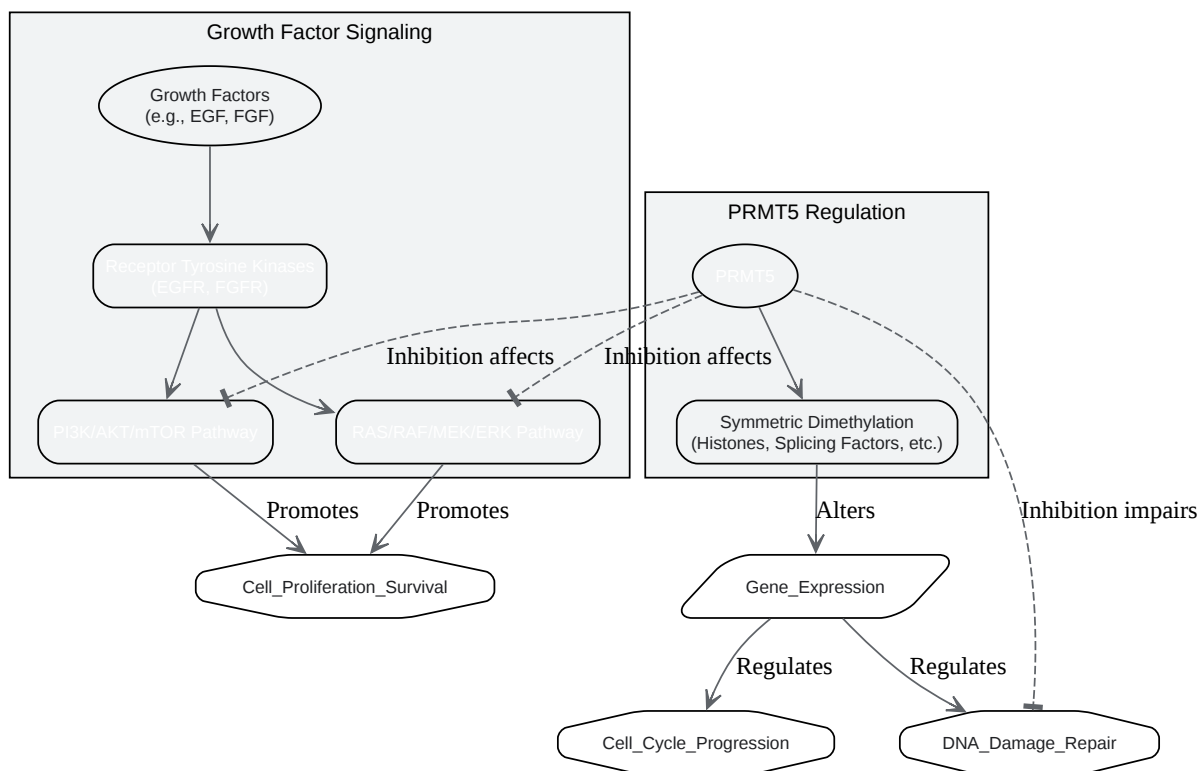 Growth Factor Signaling
Growth Factors
(e.g., EGF, FGF)
PRMT5 Regulation
Receptor Tyrosine Kinases
(EGFR, FGFR)
PRMT5
Inhibition affects
Inhibition affects
PI3K/AKT/mTOR Pathway
RAS/RAF/MEK/ERK Pathway
Symmetric Dimethylation
(Histones, Splicing Factors, etc.)
Promotes
Promotes
Alters
Inhibition impairs
Cell_Proliferation_Survival
Gene_Expression
Regulates
Regulates
Cell_Cycle_Progression
DNA_Damage_Repair